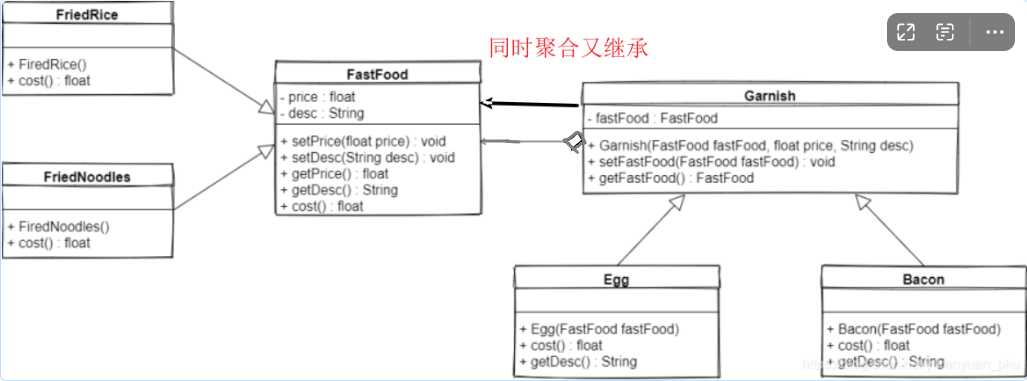 FriedRice
+ FiredRice()
+ cost() : float
同时聚合又继承
FastFood
- price : float
- desc : String
+ setPrice(float price) : void
+ setDesc(String desc) : void
+ getPrice() : float
+ getDesc() : String
+ cost() : float
Garnish
- fastFood : FastFood
+ Garnish(FastFood fastFood, float price, String desc)
+ setFastFood(FastFood fastFood) : void
+ getFastFood() : FastFood
FriedNoodles
+ FiredNoodles()
+ cost() : float
Egg
+ Egg(FastFood fastFood)
+ cost() : float
+ getDesc() : String
Bacon
+ Bacon(FastFood fastFood)
+ cost() : float
+ getDesc() : String